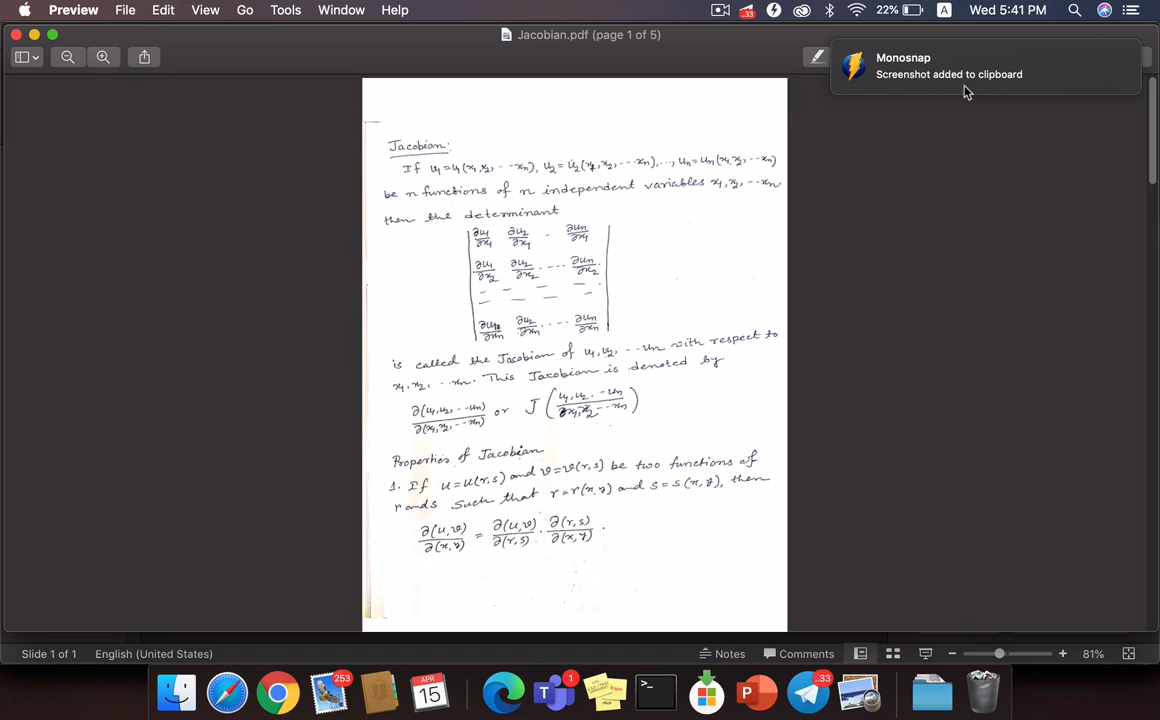 Preview File Edit View Go Tools Window Help 22% A Wed 5:41 PM
Jacobian.pdf (page 1 of 5)
Monosnap
Screenshot added to clipboard
Jacobian:
If u₁=u₁(x₁,x₂,---xₙ), u₂=u₂(x₁,x₂,---xₙ),..., uₙ=uₙ(x₁,x₂,---xₙ)
be n functions of n independent variables x₁,x₂,---xₙ,
then the determinant
∂u₁/∂x₁ ∂u₂/∂x₁ --- ∂uₙ/∂x₁
∂u₁/∂x₂ ∂u₂/∂x₂ ---- ∂uₙ/∂x₂
∂u₁/∂xₙ ∂u₂/∂xₙ ---- ∂uₙ/∂xₙ
is called the Jacobian of u₁,u₂,---uₙ with respect to
x₁,x₂,---xₙ. This Jacobian is denoted by
∂(u₁,u₂,---uₙ)/∂(x₁,x₂,---xₙ) or J(u₁,u₂,---uₙ/x₁,x₂,---xₙ)
Properties of Jacobian
1. If u=u(r,s) and v=v(r,s) be two functions of
r and s such that r=r(x,y) and s=s(x,y), then
∂(u,v)/∂(x,y) = ∂(u,v)/∂(r,s) · ∂(r,s)/∂(x,y) .
Slide 1 of 1 English (United States) Notes Comments 81%
253 APR 15 1 33